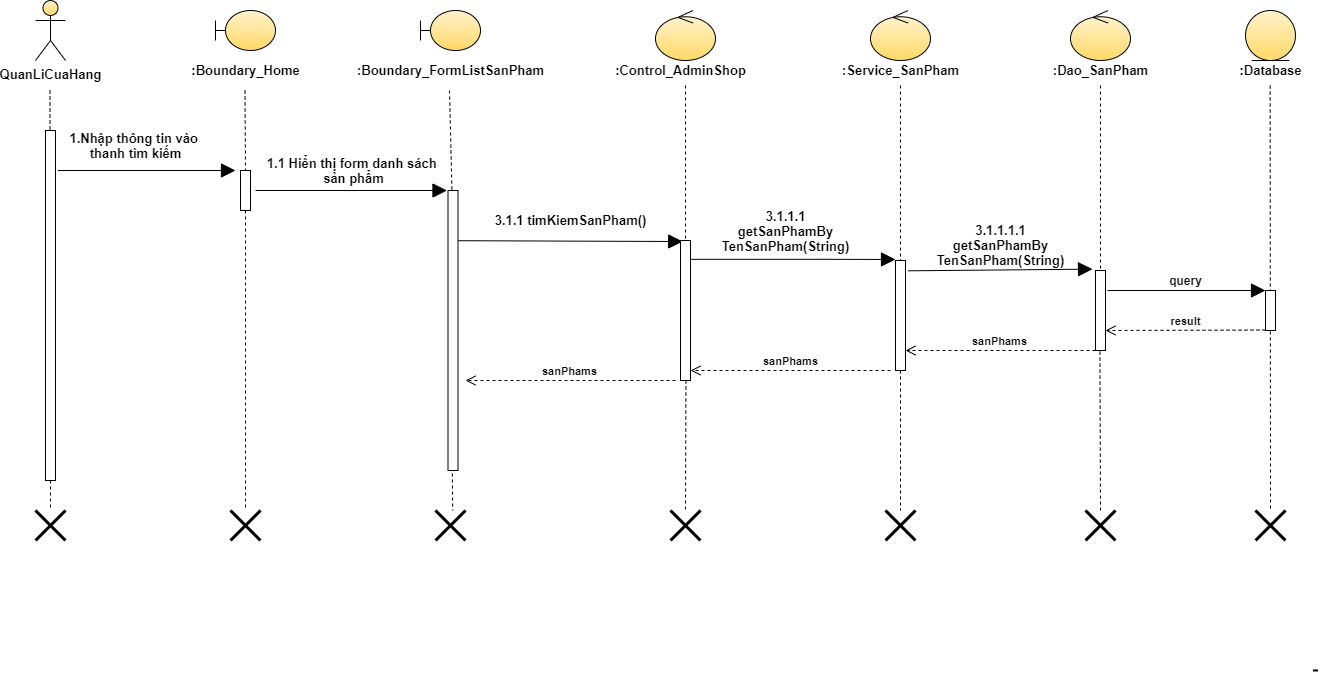 QuanLiCuaHang
:Boundary_Home
:Boundary_FormListSanPham
:Control_AdminShop
:Service_SanPham
:Dao_SanPham
:Database
1.Nhập thông tin vào
thanh tìm kiếm
1.1 Hiển thị form danh sách
sản phẩm
3.1.1 timKiemSanPham()
3.1.1.1
getSanPhamBy
TenSanPham(String)
3.1.1.1.1
getSanPhamBy
TenSanPham(String)
query
result
sanPhams
sanPhams
sanPhams